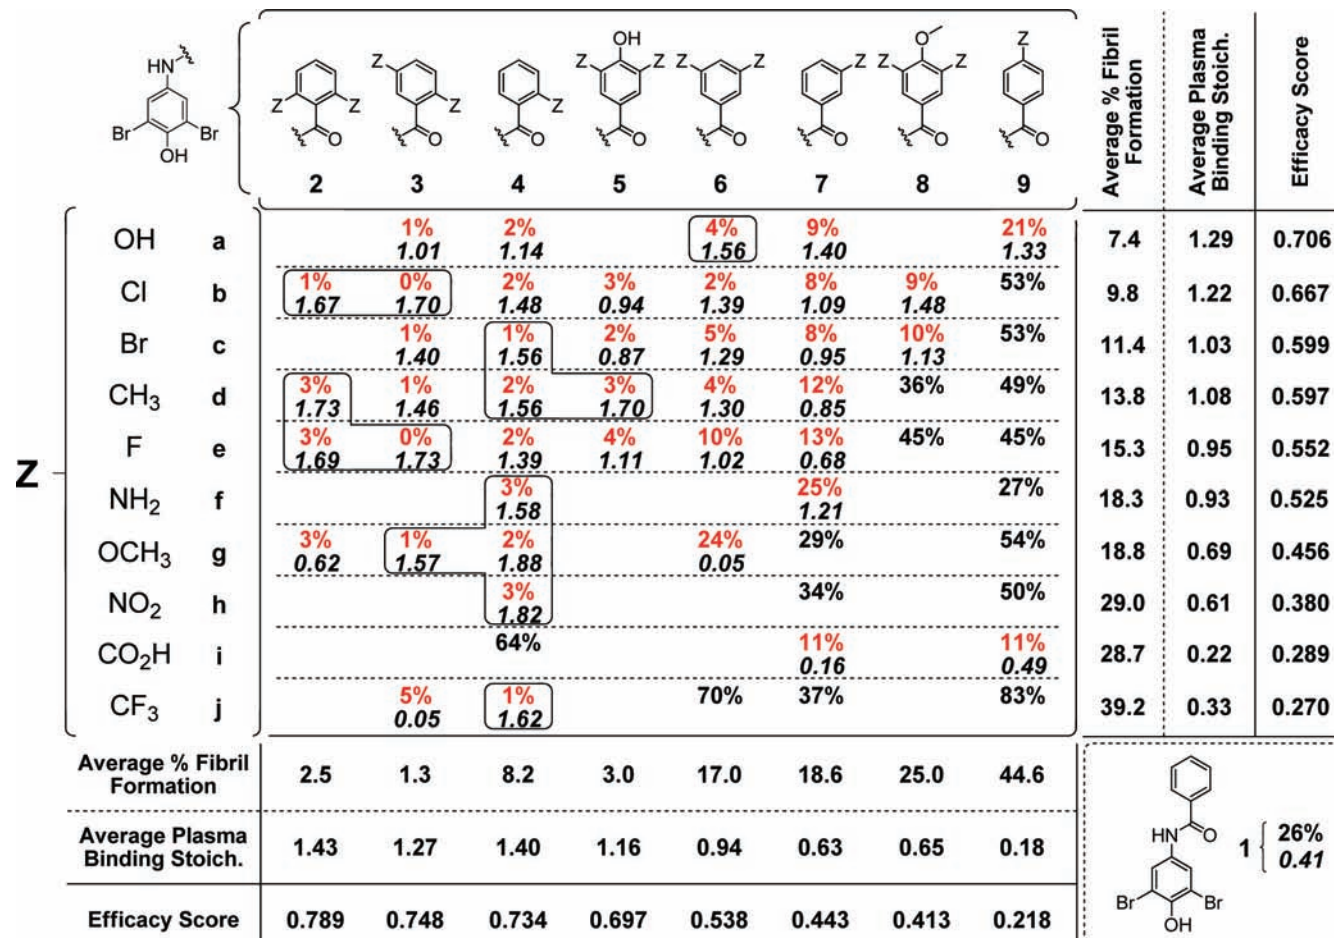 OH O
HN Z Z Z Z Z Z Z Z Z Z Z Z
Br Br O O O O O O O O
OH
2 3 4 5 6 7 8 9
Average % Fibril
Formation
Average Plasma
Binding Stoich.
Efficacy Score
Z
OH a 1% 2% 4% 9% 21% 7.4 1.29 0.706
1.01 1.14 1.56 1.40 1.33
Cl b 1% 0% 2% 3% 2% 8% 9% 53% 9.8 1.22 0.667
1.67 1.70 1.48 0.94 1.39 1.09 1.48
Br c 1% 1% 2% 5% 8% 10% 53% 11.4 1.03 0.599
1.40 1.56 0.87 1.29 0.95 1.13
CH3 d 3% 1% 2% 3% 4% 12% 36% 49% 13.8 1.08 0.597
1.73 1.46 1.56 1.70 1.30 0.85
F e 3% 0% 2% 4% 10% 13% 45% 45% 15.3 0.95 0.552
1.69 1.73 1.39 1.11 1.02 0.68
NH2 f 3% 25% 27% 18.3 0.93 0.525
1.58 1.21
OCH3 g 3% 1% 2% 24% 29% 54% 18.8 0.69 0.456
0.62 1.57 1.88 0.05
NO2 h 3% 34% 50% 29.0 0.61 0.380
1.82
CO2H i 64% 11% 11% 28.7 0.22 0.289
0.16 0.49
CF3 j 5% 1% 70% 37% 83% 39.2 0.33 0.270
0.05 1.62
Average % Fibril
Formation 2.5 1.3 8.2 3.0 17.0 18.6 25.0 44.6
Average Plasma
Binding Stoich. 1.43 1.27 1.40 1.16 0.94 0.63 0.65 0.18
Efficacy Score 0.789 0.748 0.734 0.697 0.538 0.443 0.413 0.218
HN O
Br Br
OH
1 26%
0.41